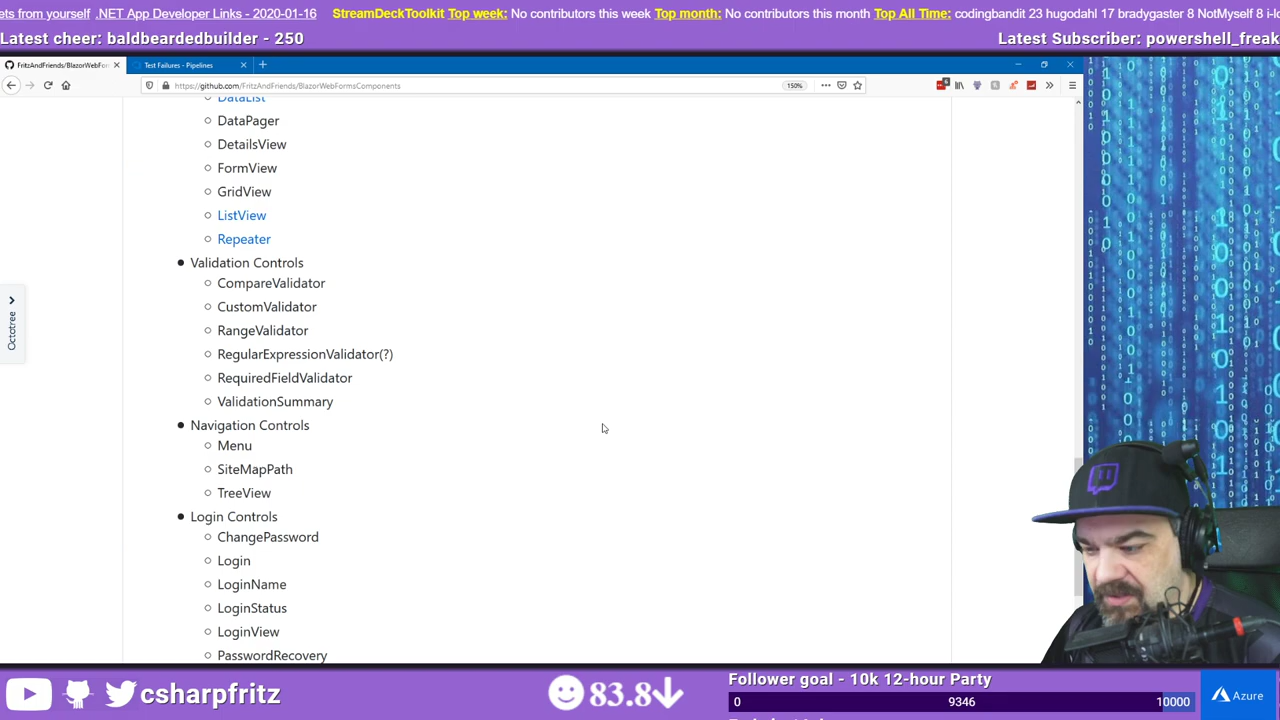 ets from yourself .NET App Developer Links - 2020-01-16 StreamDeckToolkit Top week: No contributors this week Top month: No contributors this month Top All Time: codingbandit 23 hugodahl 17 bradygaster 8 NotMyself 8
Latest cheer: baldbeardedbuilder - 250 Latest Subscriber: powershell_freak
FritzAndFriends/BlazorWebFor Test Failures - Pipelines
https://github.com/FritzAndFriends/BlazorWebFormsComponents 150%
DataList
DataPager
DetailsView
FormView
GridView
ListView
Repeater
Validation Controls
CompareValidator
CustomValidator
RangeValidator
RegularExpressionValidator(?)
RequiredFieldValidator
ValidationSummary
Navigation Controls
Menu
SiteMapPath
TreeView
Login Controls
ChangePassword
Login
LoginName
LoginStatus
LoginView
PasswordRecovery
Octotree
csharpfritz 83.8
Follower goal - 10k 12-hour Party
0 9346 10000
Azure